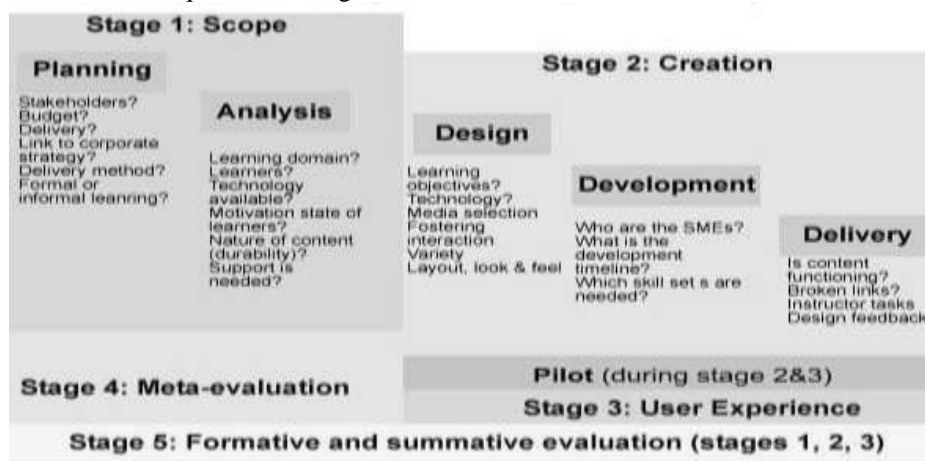 Stage 1: Scope
Planning
Stakeholders?
Budget?
Delivery?
Link to corporate
strategy?
Delivery method?
Formal or
informal leanring?
Analysis
Learning domain?
Learners?
Technology
available?
Motivation state of
learners?
Nature of content
(durability)?
Support is
needed?
Stage 2: Creation
Design
Learning
objectives?
Technology?
Media selection
Fostering
interaction
Variety
Layout, look & feel
Development
Who are the SMEs?
What is the
development
timeline?
Which skill set s are
needed?
Delivery
Is content
functioning?
Broken links?
Instructor tasks
Design feedback
Pilot (during stage 2&3)
Stage 4: Meta-evaluation
Stage 3: User Experience
Stage 5: Formative and summative evaluation (stages 1, 2, 3)